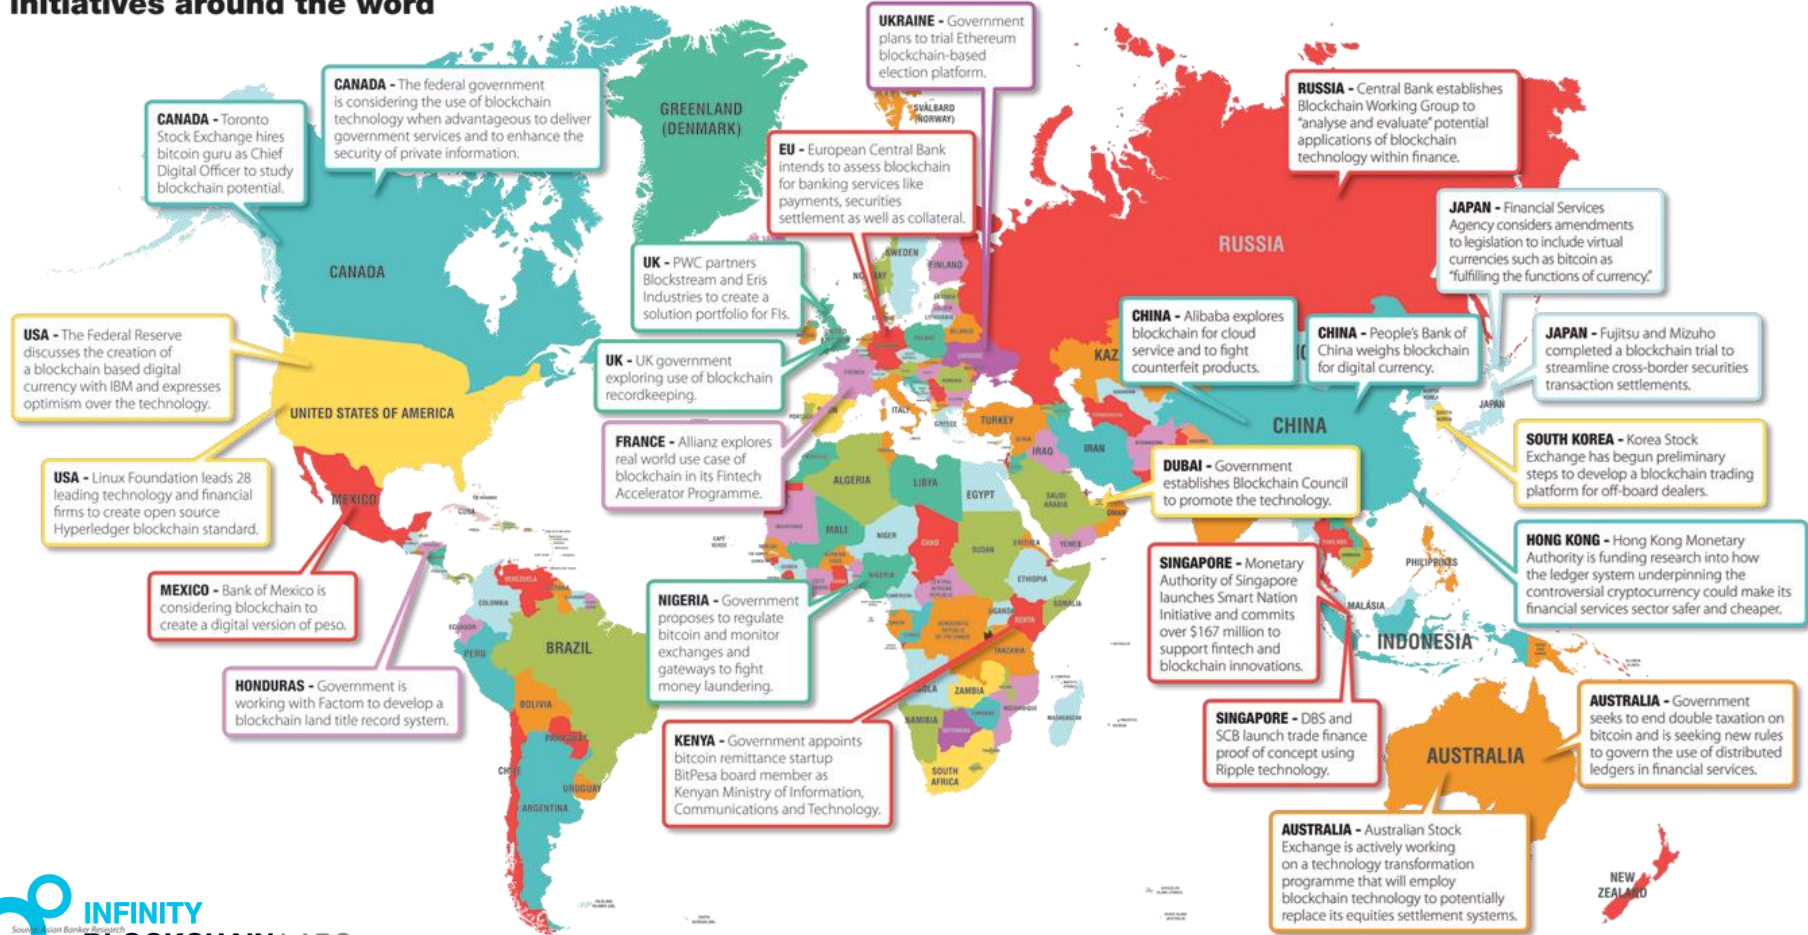 initiatives around the word
UKRAINE - Government
plans to trial Ethereum
blockchain-based
election platform.
CANADA - The federal government
is considering the use of blockchain
technology when advantageous to deliver
government services and to enhance the
security of private information.
CANADA - Toronto
Stock Exchange hires
bitcoin guru as Chief
Digital Officer to study
blockchain potential.
GREENLAND
(DENMARK)
SVALBARD
(NORWAY)
RUSSIA - Central Bank establishes
Blockchain Working Group to
"analyse and evaluate" potential
applications of blockchain
technology within finance.
EU - European Central Bank
intends to assess blockchain
for banking services like
payments, securities
settlement as well as collateral.
JAPAN - Financial Services
Agency considers amendments
to legislation to include virtual
currencies such as bitcoin as
"fulfilling the functions of currency."
RUSSIA
CANADA
UK - PWC partners
Blockstream and Eris
Industries to create a
solution portfolio for FIs.
SWEDEN
FINLAND
USA - The Federal Reserve
discusses the creation of
a blockchain based digital
currency with IBM and expresses
optimism over the technology.
UK - UK government
exploring use of blockchain
recordkeeping.
CHINA - Alibaba explores
blockchain for cloud
service and to fight
counterfeit products.
CHINA - People's Bank of
China weighs blockchain
for digital currency.
JAPAN - Fujitsu and Mizuho
completed a blockchain trial to
streamline cross-border securities
transaction settlements.
KAZ
UNITED STATES OF AMERICA
ITALY
GREECE
TURKEY
CHINA
JAPAN
FRANCE - Allianz explores
real world use case of
blockchain in its Fintech
Accelerator Programme.
SOUTH KOREA - Korea Stock
Exchange has begun preliminary
steps to develop a blockchain trading
platform for off-board dealers.
USA - Linux Foundation leads 28
leading technology and financial
firms to create open source
Hyperledger blockchain standard.
DUBAI - Government
establishes Blockchain Council
to promote the technology.
IRAQ
IRAN
ALGERIA
LIBYA
EGYPT
SAUDI
ARABIA
OMAN
MEXICO
CUBA
MALI
NIGER
CHAD
SUDAN
ERITHEA
YEMEN
HONG KONG - Hong Kong Monetary
Authority is funding research into how
the ledger system underpinning the
controversial cryptocurrency could make its
financial services sector safer and cheaper.
SINGAPORE - Monetary
Authority of Singapore
launches Smart Nation
Initiative and commits
over $167 million to
support fintech and
blockchain innovations.
PHILIPPINES
MEXICO - Bank of Mexico is
considering blockchain to
create a digital version of peso.
VENEZUELA
COLOMBIA
ECUADOR
PERU
BRAZIL
NIGERIA
ETHIOPIA
SOMALIA
UGANDA
KENYA
TANZANIA
MALÁSIA
INDONESIA
NIGERIA - Government
proposes to regulate
bitcoin and monitor
exchanges and
gateways to fight
money laundering.
HONDURAS - Government is
working with Factom to develop a
blockchain land title record system.
BOLIVIA
PARAGUAY
ZAMBIA
NAMIBIA
MADAGASCAR
SINGAPORE - DBS and
SCB launch trade finance
proof of concept using
Ripple technology.
AUSTRALIA - Government
seeks to end double taxation on
bitcoin and is seeking new rules
to govern the use of distributed
ledgers in financial services.
KENYA - Government appoints
bitcoin remittance startup
BitPesa board member as
Kenyan Ministry of Information,
Communications and Technology.
AUSTRALIA
SOUTH
AFRICA
URUGUAY
ARGENTINA
AUSTRALIA - Australian Stock
Exchange is actively working
on a technology transformation
programme that will employ
blockchain technology to potentially
replace its equities settlement systems.
NEW
ZEALAND
INFINITY
Source: Asian Banker Research